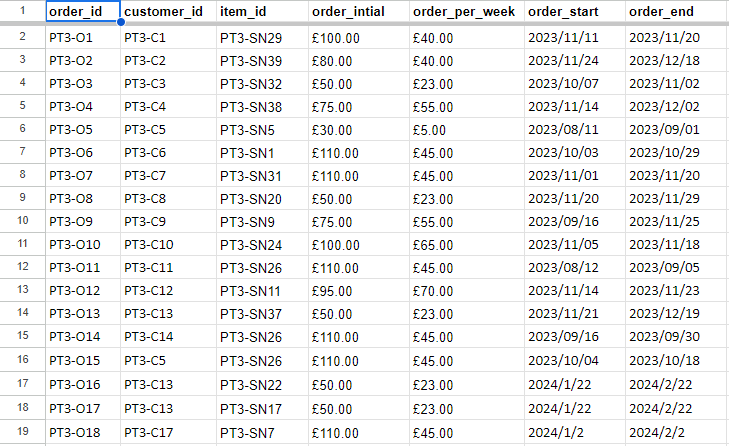 1 order_id customer_id item_id order_intial order_per_week order_start order_end
2 PT3-O1 PT3-C1 PT3-SN29 £100.00 £40.00 2023/11/11 2023/11/20
3 PT3-O2 PT3-C2 PT3-SN39 £80.00 £40.00 2023/11/24 2023/12/18
4 PT3-O3 PT3-C3 PT3-SN32 £50.00 £23.00 2023/10/07 2023/11/02
5 PT3-O4 PT3-C4 PT3-SN38 £75.00 £55.00 2023/11/14 2023/12/02
6 PT3-O5 PT3-C5 PT3-SN5 £30.00 £5.00 2023/08/11 2023/09/01
7 PT3-O6 PT3-C6 PT3-SN1 £110.00 £45.00 2023/10/03 2023/10/29
8 PT3-O7 PT3-C7 PT3-SN31 £110.00 £45.00 2023/11/01 2023/11/20
9 PT3-O8 PT3-C8 PT3-SN20 £50.00 £23.00 2023/11/20 2023/11/29
10 PT3-O9 PT3-C9 PT3-SN9 £75.00 £55.00 2023/09/16 2023/11/25
11 PT3-O10 PT3-C10 PT3-SN24 £100.00 £65.00 2023/11/05 2023/11/18
12 PT3-O11 PT3-C11 PT3-SN26 £110.00 £45.00 2023/08/12 2023/09/05
13 PT3-O12 PT3-C12 PT3-SN11 £95.00 £70.00 2023/11/14 2023/11/23
14 PT3-O13 PT3-C13 PT3-SN37 £50.00 £23.00 2023/11/21 2023/12/19
15 PT3-O14 PT3-C14 PT3-SN26 £110.00 £45.00 2023/09/16 2023/09/30
16 PT3-O15 PT3-C5 PT3-SN26 £110.00 £45.00 2023/10/04 2023/10/18
17 PT3-O16 PT3-C13 PT3-SN22 £50.00 £23.00 2024/1/22 2024/2/22
18 PT3-O17 PT3-C13 PT3-SN17 £50.00 £23.00 2024/1/22 2024/2/22
19 PT3-O18 PT3-C17 PT3-SN7 £110.00 £45.00 2024/1/2 2024/2/2